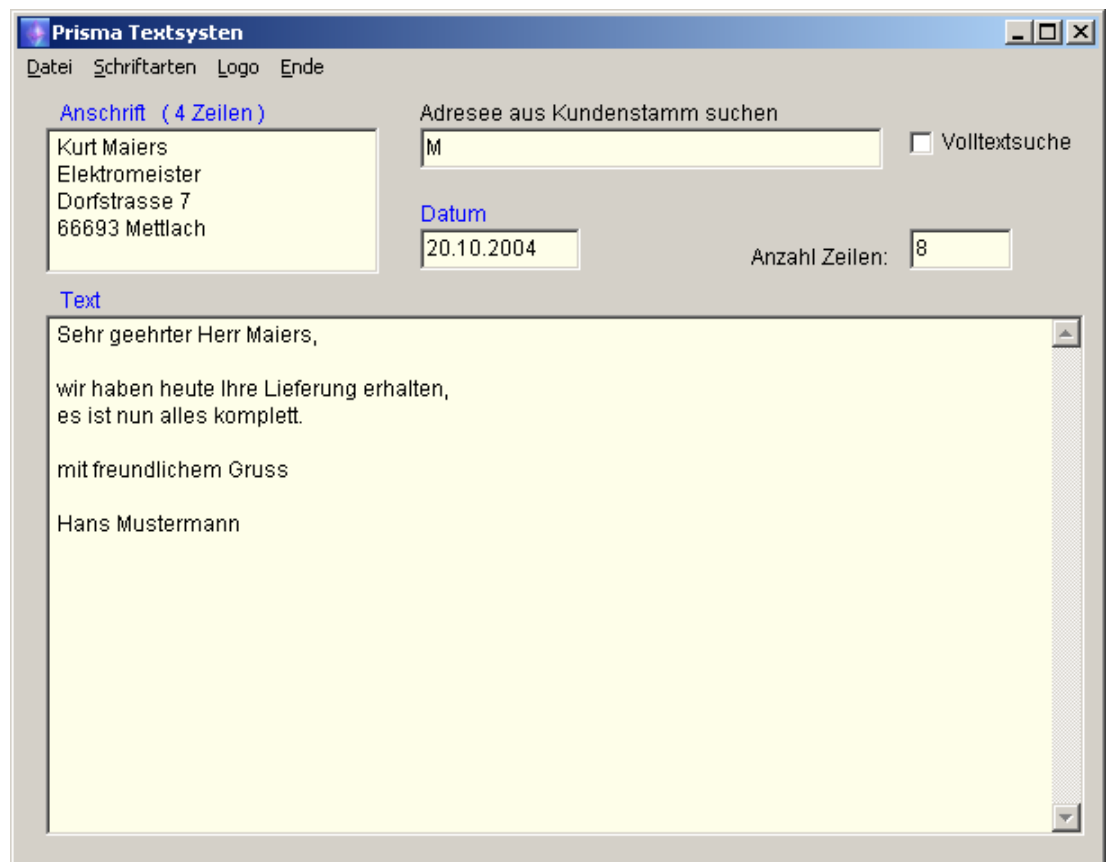 Prisma Textsysten
Datei Schriftarten Logo Ende
Anschrift ( 4 Zeilen )
Kurt Maiers
Elektromeister
Dorfstrasse 7
66693 Mettlach
Adresee aus Kundenstamm suchen
M
Volltextsuche
Datum
20.10.2004
Anzahl Zeilen:
8
Text
Sehr geehrter Herr Maiers,
wir haben heute Ihre Lieferung erhalten,
es ist nun alles komplett.
mit freundlichem Gruss
Hans Mustermann